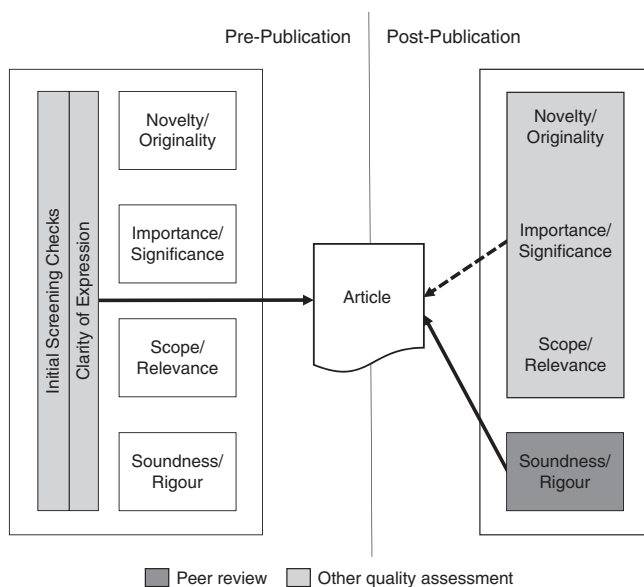 Pre-Publication
Post-Publication
Initial Screening Checks
Clarity of Expression
Novelty/
Originality
Importance/
Significance
Scope/
Relevance
Soundness/
Rigour
Article
Novelty/
Originality
Importance/
Significance
Scope/
Relevance
Soundness/
Rigour
Peer review
Other quality assessment